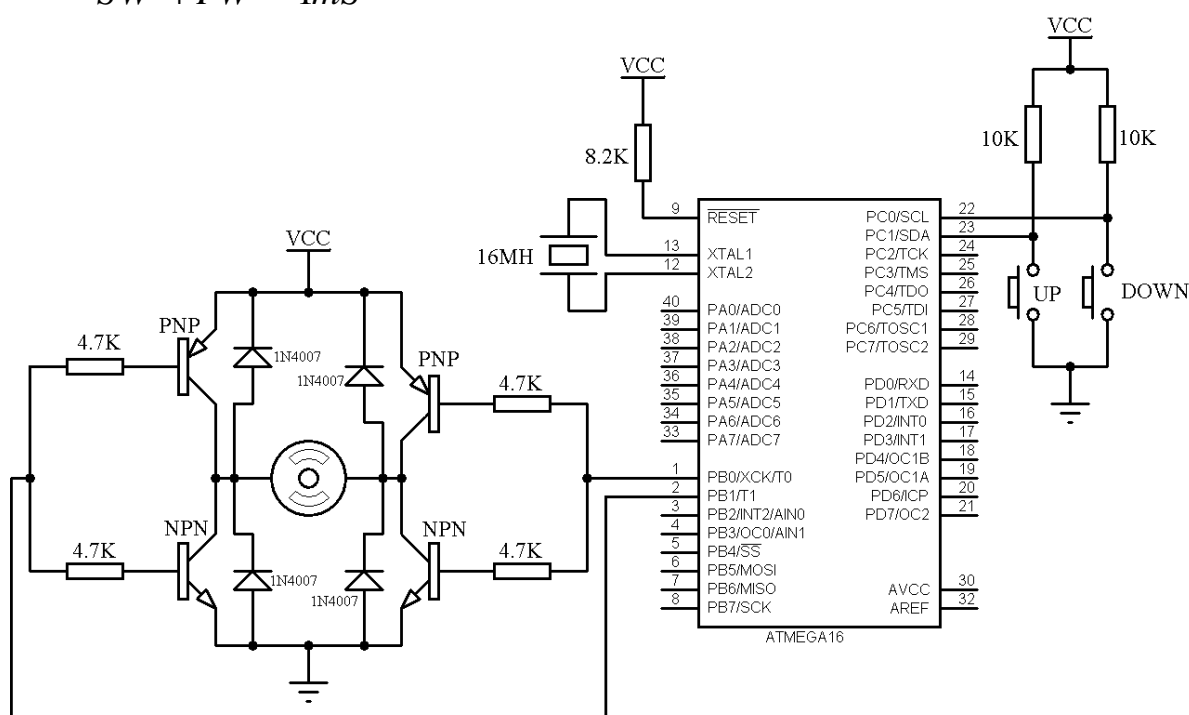 SW + PW = 4mS
VCC
VCC
10K
10K
8.2K
9
RESET
PC0/SCL
22
PC1/SDA
23
16MH
13
XTAL1
PC2/TCK
24
12
XTAL2
PC3/TMS
25
PC4/TDO
26
UP
DOWN
40
PA0/ADC0
PC5/TDI
27
39
PA1/ADC1
PC6/TOSC1
28
38
PA2/ADC2
PC7/TOSC2
29
37
PA3/ADC3
36
PA4/ADC4
PD0/RXD
14
35
PA5/ADC5
PD1/TXD
15
34
PA6/ADC6
PD2/INT0
16
33
PA7/ADC7
PD3/INT1
17
PD4/OC1B
18
1
PB0/XCK/T0
PD5/OC1A
19
2
PB1/T1
PD6/ICP
20
3
PB2/INT2/AIN0
PD7/OC2
21
4
PB3/OC0/AIN1
5
PB4/SS
6
PB5/MOSI
7
PB6/MISO
AVCC
30
8
PB7/SCK
AREF
32
ATMEGA16
VCC
PNP
4.7K
1N4007
1N4007
PNP
4.7K
NPN
4.7K
NPN
4.7K
1N4007
1N4007